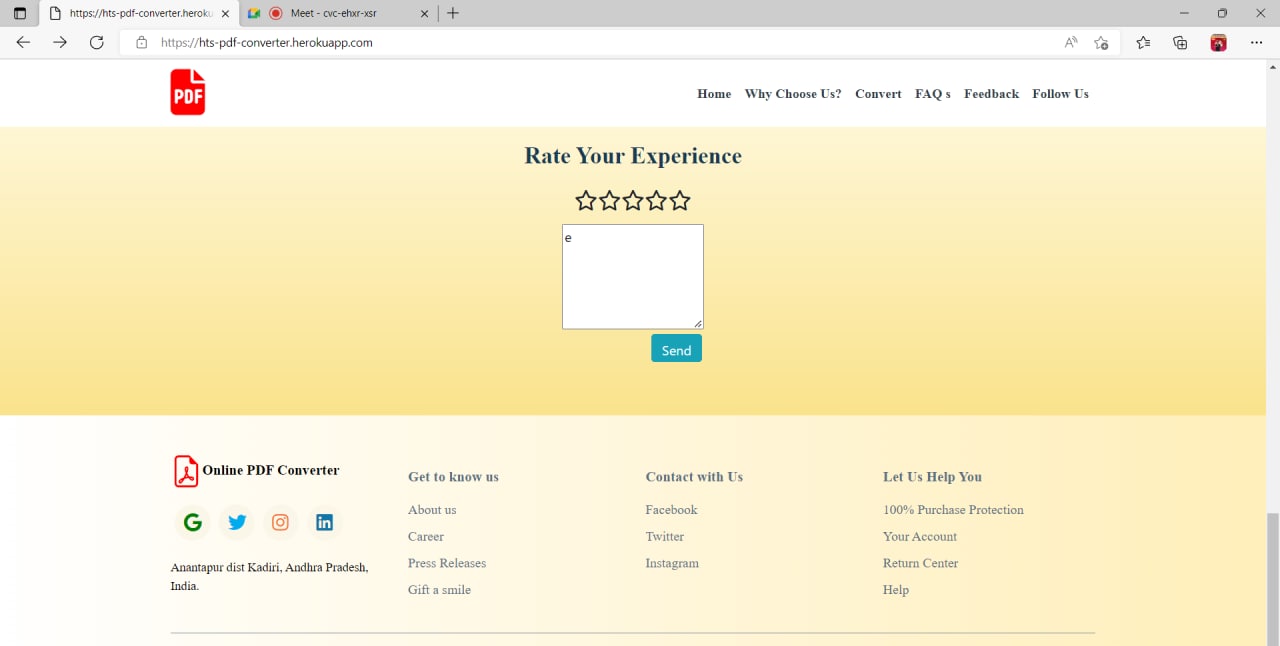 https://hts-pdf-converter.heroku
Meet - cvc-ehxr-xsr
https://hts-pdf-converter.herokuapp.com
PDF
Home Why Choose Us? Convert FAQ s Feedback Follow Us
Rate Your Experience
e
Send
Online PDF Converter
Anantapur dist Kadiri, Andhra Pradesh,
India.
Get to know us
About us
Career
Press Releases
Gift a smile
Contact with Us
Facebook
Twitter
Instagram
Let Us Help You
100% Purchase Protection
Your Account
Return Center
Help